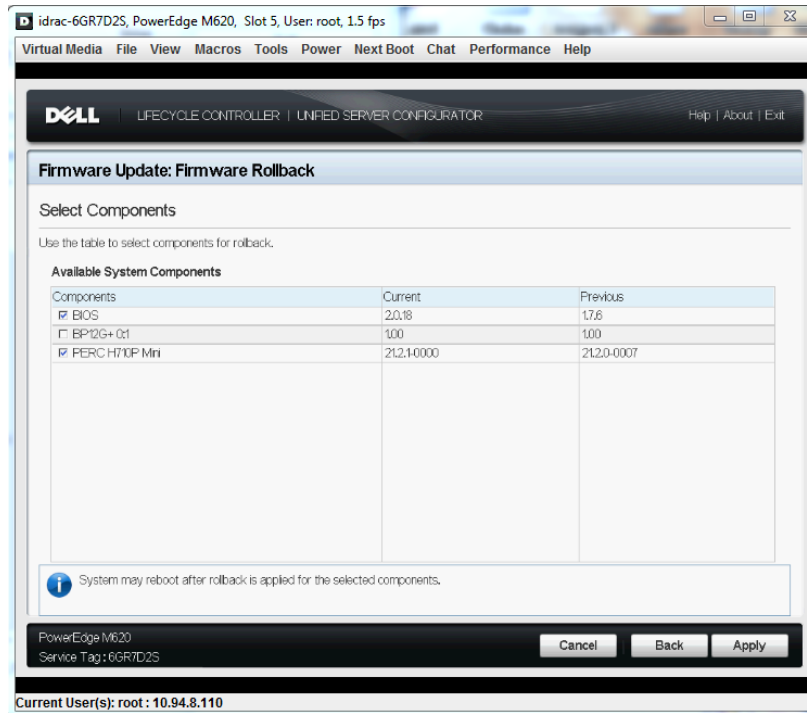 idrac-6GR7D2S, PowerEdge M620, Slot 5, User: root, 1.5 fps
Virtual Media File View Macros Tools Power Next Boot Chat Performance Help
DELL LIFECYCLE CONTROLLER | UNIFIED SERVER CONFIGURATOR Help | About | Exit
Firmware Update: Firmware Rollback
Select Components
Use the table to select components for rollback.
Available System Components
Components Current Previous
BIOS 2.0.18 1.7.6
BP12G+ 0:1 1.00 1.00
PERC H710P Mini 21.2.1-0000 21.2.0-0007
System may reboot after rollback is applied for the selected components.
PowerEdge M620
Service Tag : 6GR7D2S
Cancel Back Apply
Current User(s): root : 10.94.8.110